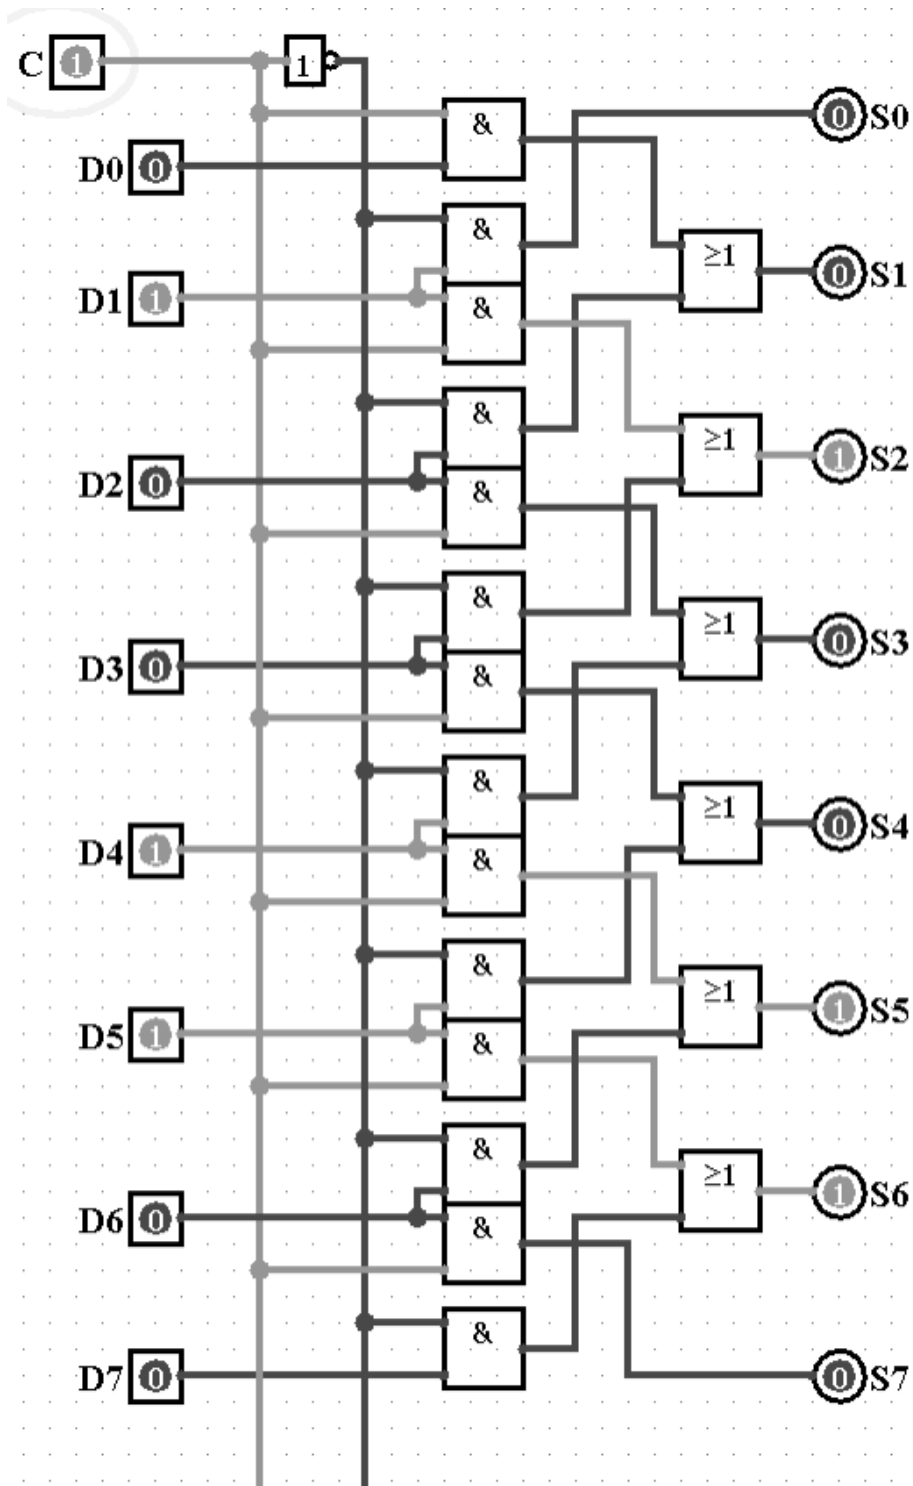 C 1 1
& 0 S0
D0 0
& ≥1 0 S1
D1 1 &
& ≥1 1 S2
D2 0 &
& ≥1 0 S3
D3 0 &
& ≥1 0 S4
D4 1 &
& ≥1 1 S5
D5 1 &
& ≥1 1 S6
D6 0 &
&
D7 0 0 S7